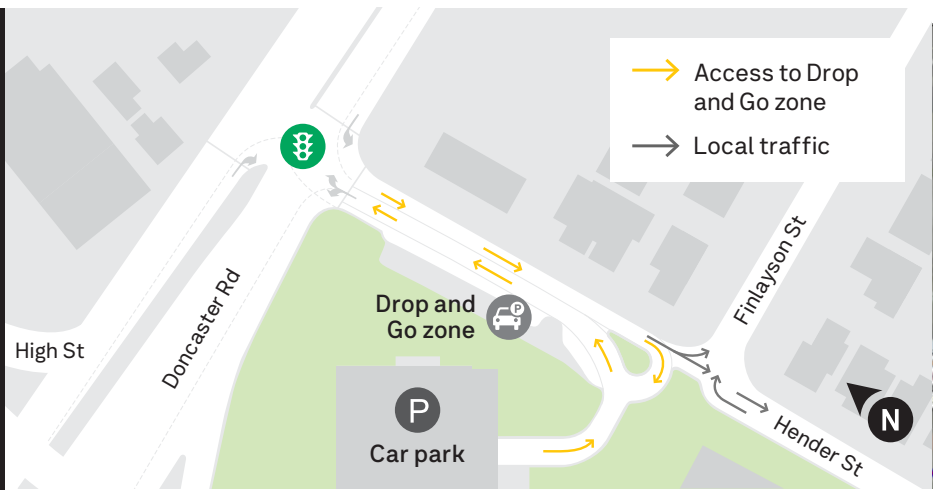 Access to Drop
and Go zone
Local traffic
Finlayson St
Drop and
Go zone
P
Doncaster Rd
High St
P
Car park
N
Hender St